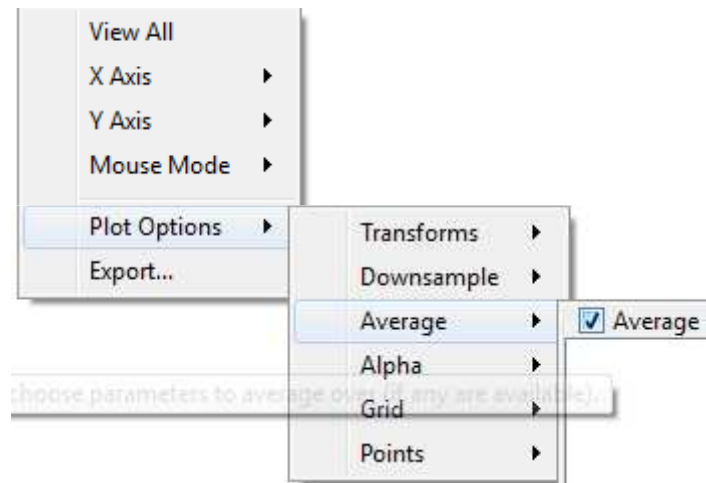 View All
X Axis
Y Axis
Mouse Mode
Plot Options
Export...
Transforms
Downsample
Average
Average
Alpha
choose parameters to average over (if any are available)..
Grid
Points